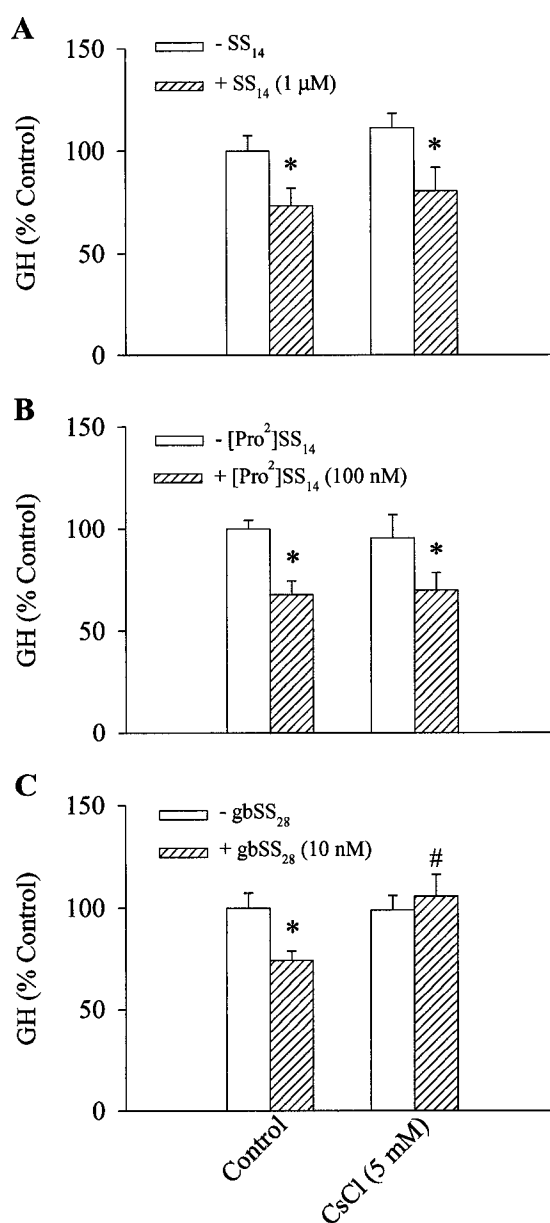 A
150
100
50
0
GH (% Control)
- SS14
+ SS14 (1 µM)
*
*
B
150
100
50
0
GH (% Control)
- [Pro2]SS14
+ [Pro2]SS14 (100 nM)
*
*
C
150
100
50
0
GH (% Control)
- gbSS28
+ gbSS28 (10 nM)
*
#
Control
CsCl (5 mM)